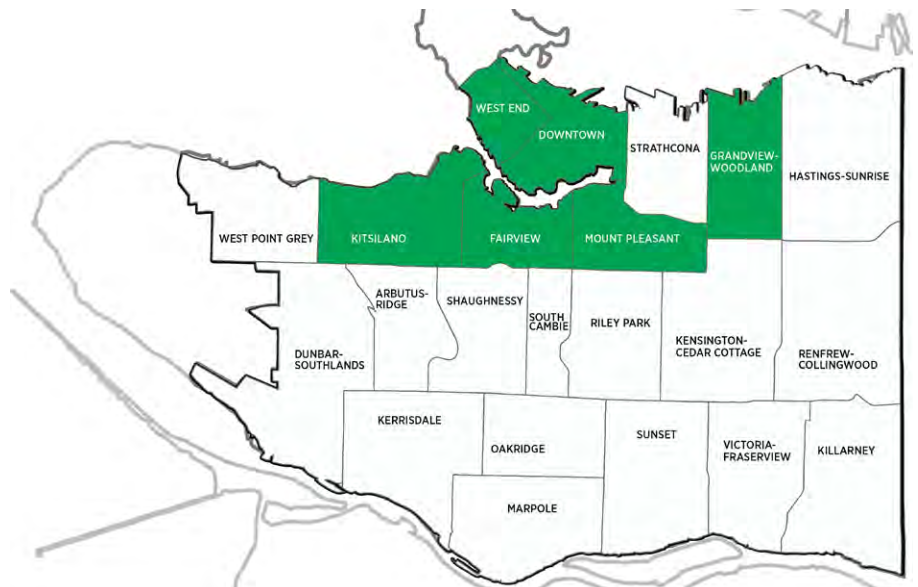 WEST END
DOWNTOWN
STRATHCONA
GRANDVIEW-
WOODLAND
HASTINGS-SUNRISE
WEST POINT GREY
KITSILANO
FAIRVIEW
MOUNT PLEASANT
ARBUTUS-
RIDGE
SHAUGHNESSY
SOUTH
CAMBIE
RILEY PARK
KENSINGTON-
CEDAR COTTAGE
DUNBAR-
SOUTHLANDS
RENFREW-
COLLINGWOOD
KERRISDALE
OAKRIDGE
SUNSET
VICTORIA-
FRASERVIEW
KILLARNEY
MARPOLE